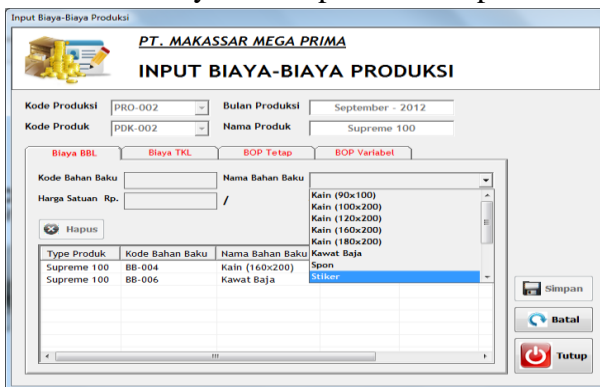 Input Biaya-Biaya Produksi
PT. MAKASSAR MEGA PRIMA
INPUT BIAYA-BIAYA PRODUKSI
Kode Produksi PRO-002 Bulan Produksi September - 2012
Kode Produk PDK-002 Nama Produk Supreme 100
Biaya BBL Biaya TKL BOP Tetap BOP Variabel
Kode Bahan Baku Nama Bahan Baku
Harga Satuan Rp. /
Kain (90x100)
Kain (100x200)
Kain (120x200)
Kain (160x200)
Kain (180x200)
Kawat Baja
Spon
Stiker
Hapus
Type Produk Kode Bahan Baku Nama Bahan Baku
Supreme 100 BB-004 Kain (160x200)
Supreme 100 BB-006 Kawat Baja
Simpan
Batal
Tutup